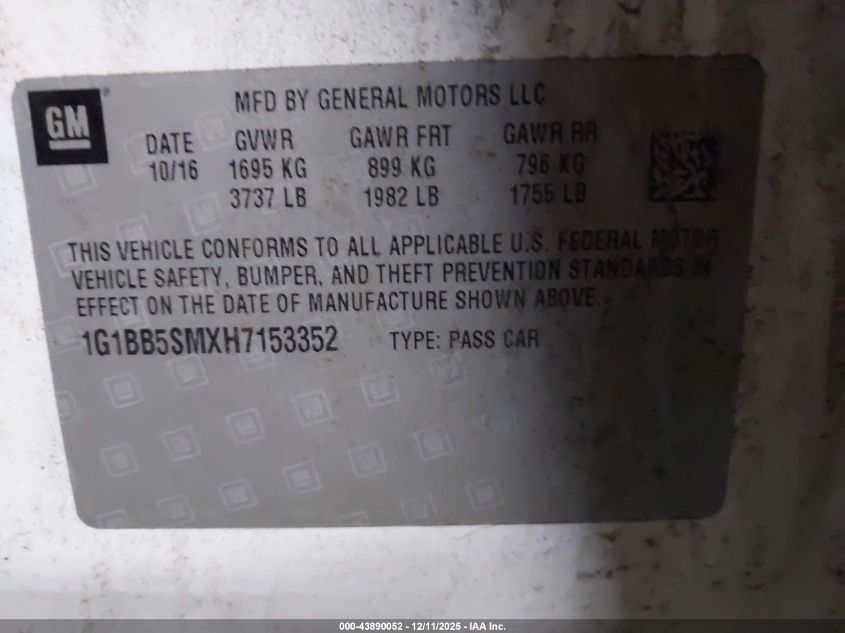 GM
MFD BY GENERAL MOTORS LLC
DATE GVWR GAWR FRT GAWR RR
10/16 1695 KG 899 KG 796 KG
3737 LB 1982 LB 1755 LB
THIS VEHICLE CONFORMS TO ALL APPLICABLE U.S. FEDERAL MOTOR
VEHICLE SAFETY, BUMPER, AND THEFT PREVENTION STANDARDS IN
EFFECT ON THE DATE OF MANUFACTURE SHOWN ABOVE.
1G1BB5SMXH7153352 TYPE: PASS CAR
000-43890052 - 12/11/2025 - IAA Inc.